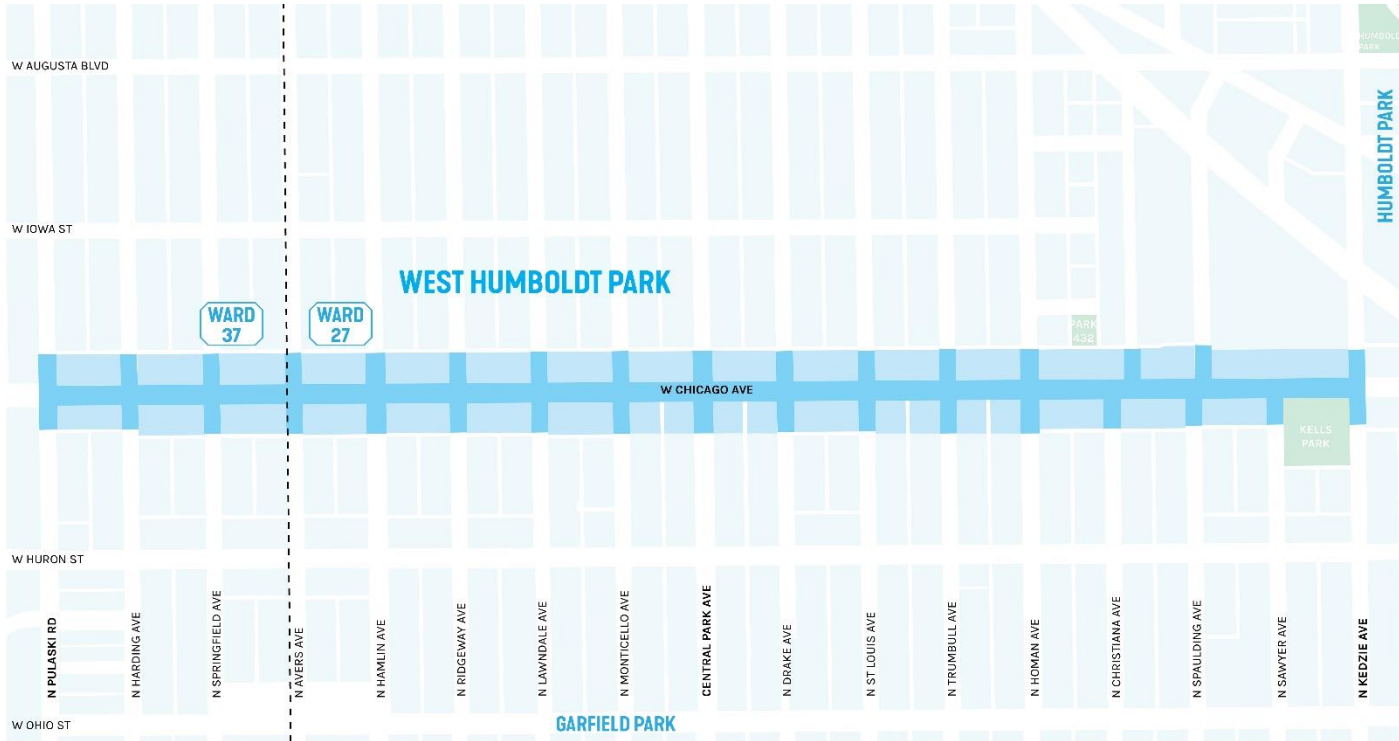 HUMBOLDT
PARK
W AUGUSTA BLVD
HUMBOLDT PARK
W IOWA ST
WEST HUMBOLDT PARK
WARD
37
WARD
27
PARK
432
W CHICAGO AVE
KELLS
PARK
W HURON ST
N PULASKI RD
N HARDING AVE
N SPRINGFIELD AVE
N AVERS AVE
N HAMLIN AVE
N RIDGEWAY AVE
N LAWNDALE AVE
N MONTICELLO AVE
CENTRAL PARK AVE
N DRAKE AVE
N ST LOUIS AVE
N TRUMBULL AVE
N HOMAN AVE
N CHRISTIANA AVE
N SPAULDING AVE
N SAWYER AVE
N KEDZIE AVE
W OHIO ST
GARFIELD PARK